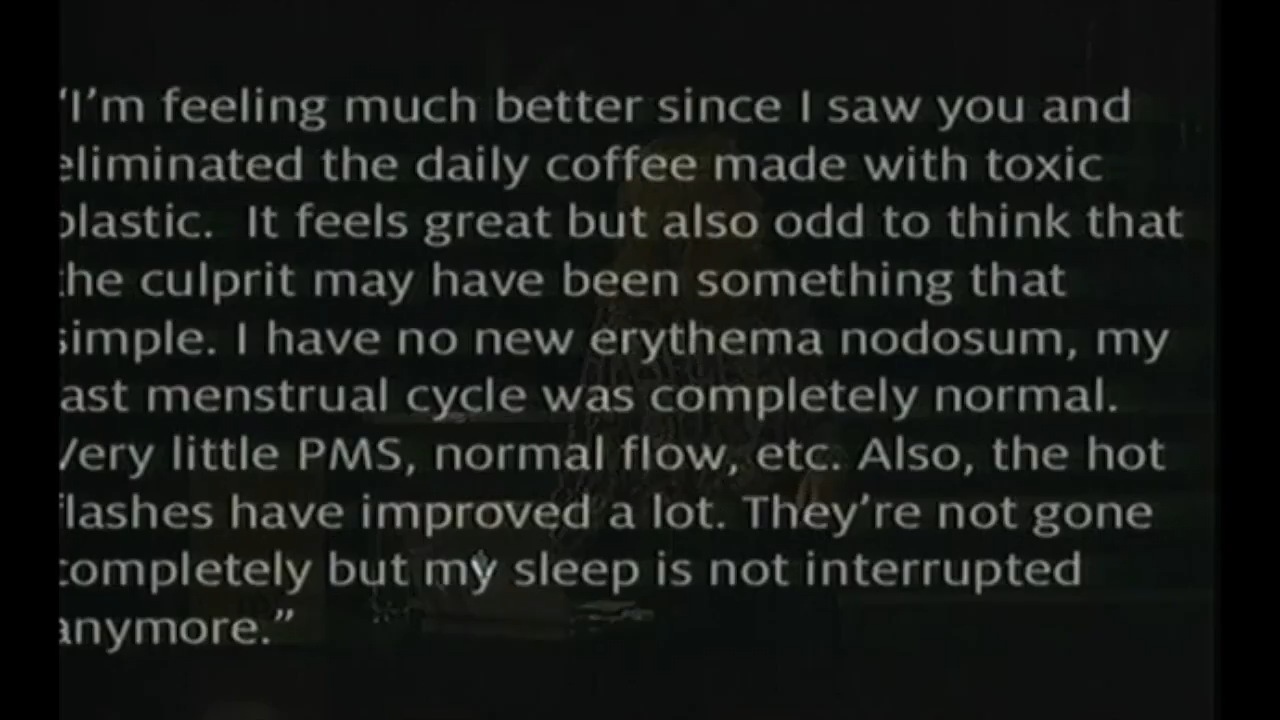 “I’m feeling much better since I saw you and
eliminated the daily coffee made with toxic
plastic.  It feels great but also odd to think that
the culprit may have been something that
simple. I have no new erythema nodosum, my
last menstrual cycle was completely normal.
Very little PMS, normal flow, etc. Also, the hot
flashes have improved a lot. They’re not gone
completely but my sleep is not interrupted
anymore.”